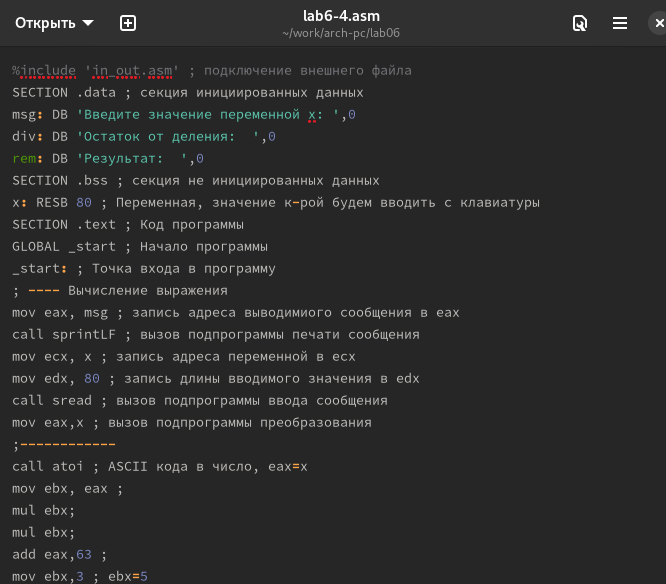 Открыть
lab6-4.asm
~/work/arch-pc/lab06
%include 'in_out.asm' ; подключение внешнего файла
SECTION .data ; секция инициированных данных
msg: DB 'Введите значение переменной x: ',0
div: DB 'Остаток от деления:  ',0
rem: DB 'Результат:  ',0
SECTION .bss ; секция не инициированных данных
x: RESB 80 ; Переменная, значение к-рой будем вводить с клавиатуры
SECTION .text ; Код программы
GLOBAL _start ; Начало программы
_start: ; Точка входа в программу
; ---- Вычисление выражения
mov eax, msg ; запись адреса выводимиого сообщения в eax
call sprintLF ; вызов подпрограммы печати сообщения
mov ecx, x ; запись адреса переменной в ecx
mov edx, 80 ; запись длины вводимого значения в edx
call sread ; вызов подпрограммы ввода сообщения
mov eax,x ; вызов подпрограммы преобразования
;------------
call atoi ; ASCII кода в число, eax=x
mov ebx, eax ;
mul ebx;
mul ebx;
add eax,63 ;
mov ebx,3 ; ebx=5